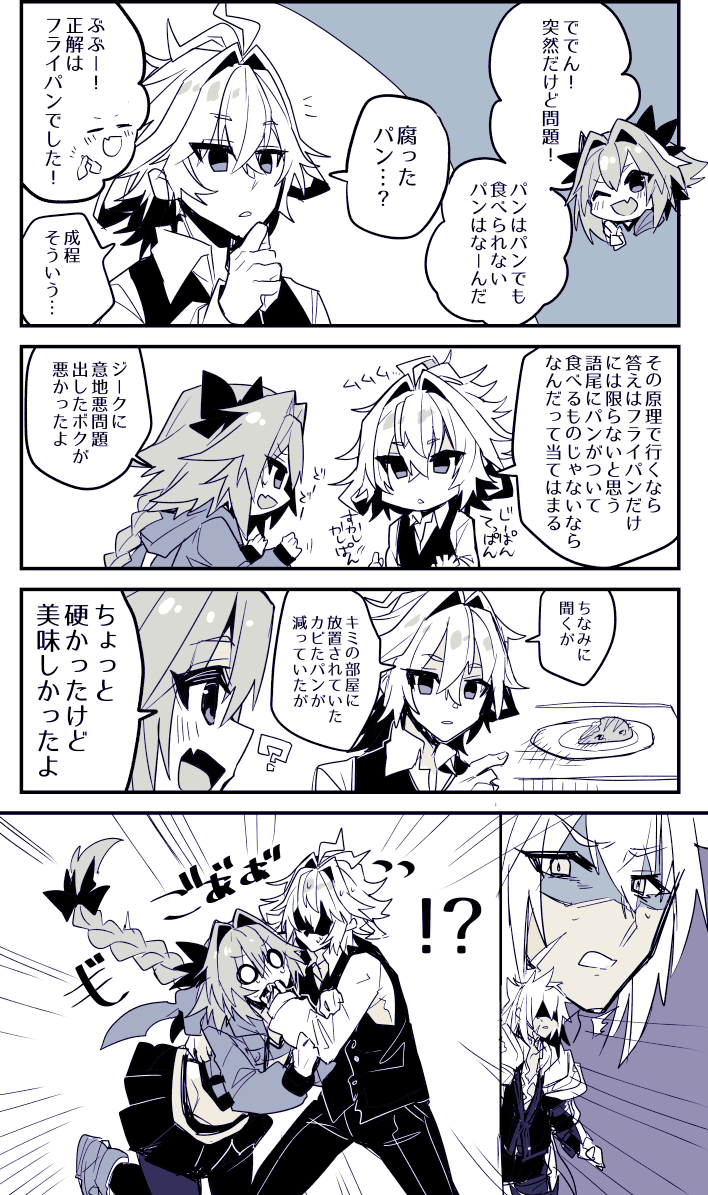 ででん!
突然だけど問題!
パンはパンでも
食べられない
パンはなーんだ
腐った
パン…?
ぶぶー!
正解は
フライパンでした!
成程
そういう…
その原理で行くなら
答えはフライパンだけ
には限らないと思う
語尾にパンがついて
食べるものじゃないなら
なんだって当てはまる
じーぱん
てっぱん
すかしぱん
かしぱん
ジークに
意地悪問題
出したボクが
悪かったよ
ちなみに
聞くが
キミの部屋に
放置されていた
カビたパンが
減っていたが
?
ちょっと
硬かったけど
美味しかったよ
!?